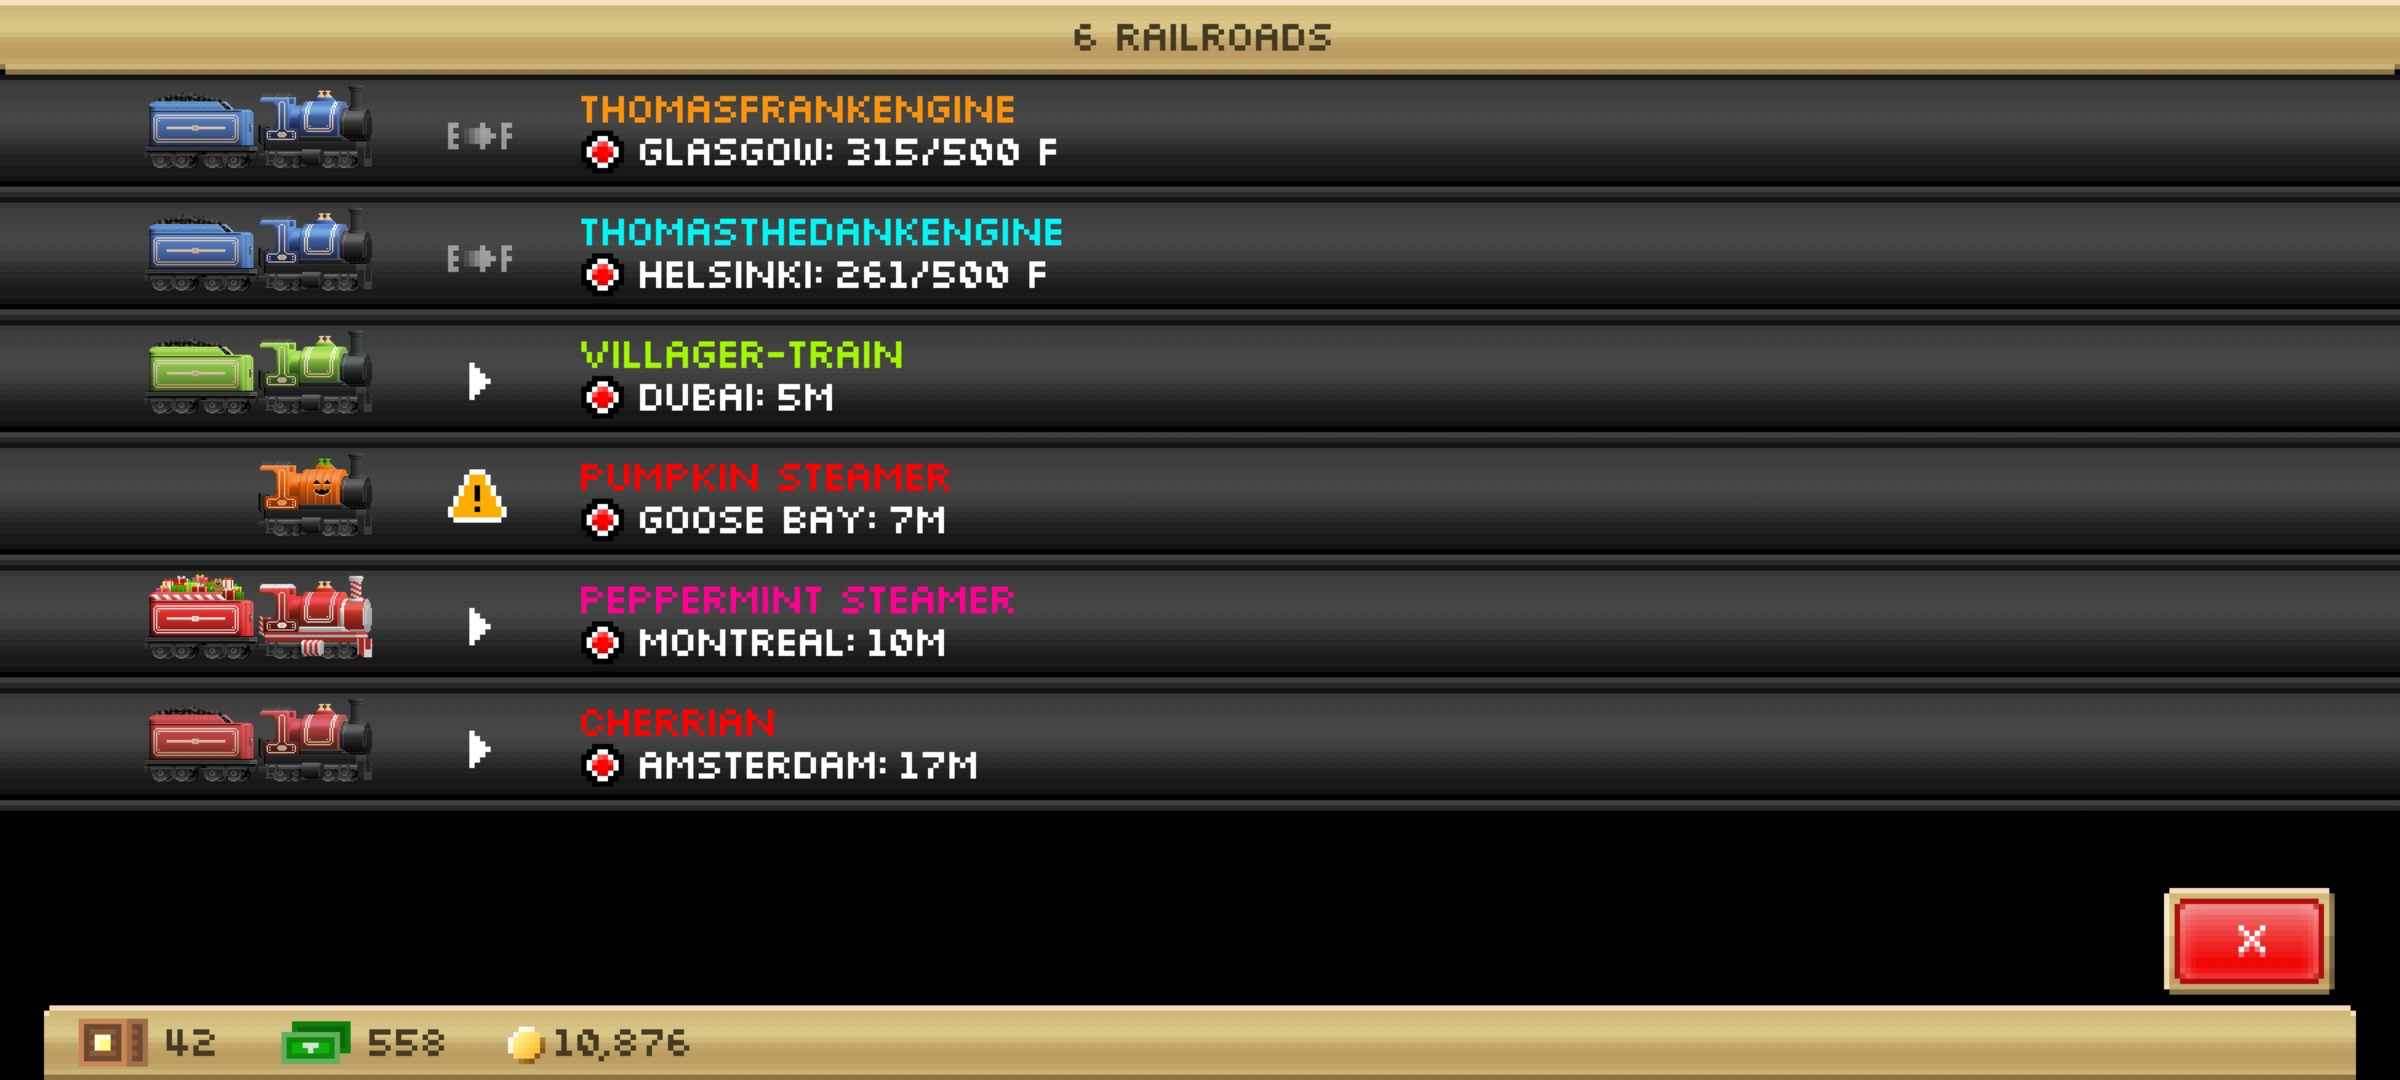 6 RAILROADS
THOMASFRANKENGINE
E F
GLASGOW: 315/500 F
THOMASTHEDANKENGINE
E F
HELSINKI: 261/500 F
VILLAGER-TRAIN
DUBAI: 5M
PUMPKIN STEAMER
!
GOOSE BAY: 7M
PEPPERMINT STEAMER
MONTREAL: 10M
CHERRIAN
AMSTERDAM: 17M
X
42 558 10,876